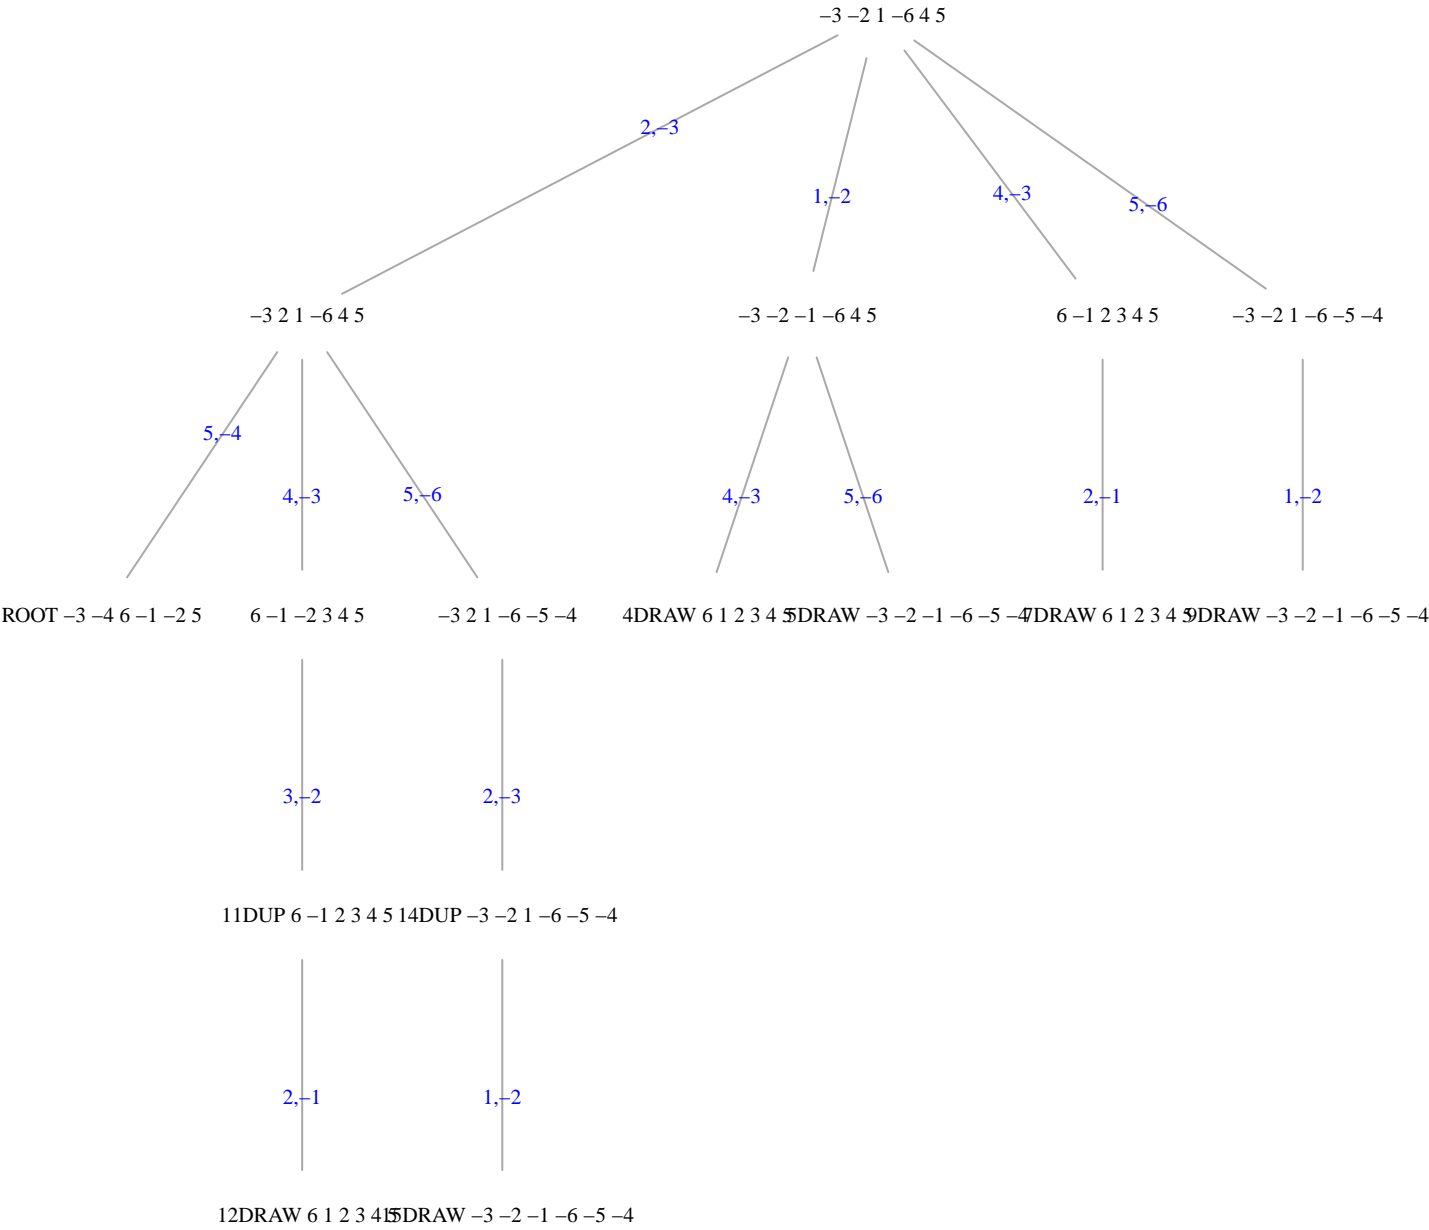 –3 –2 1 –6 4 5
2,–3
1,–2
4,–3
5,–6
–3 2 1 –6 4 5
–3 –2 –1 –6 4 5
6 –1 2 3 4 5
–3 –2 1 –6 –5 –4
5,–4
4,–3
5,–6
4,–3
5,–6
2,–1
1,–2
ROOT –3 –4 6 –1 –2 5
6 –1 –2 3 4 5
–3 2 1 –6 –5 –4
4DRAW 6 1 2 3 4 5
5DRAW –3 –2 –1 –6 –5 –4
7DRAW 6 1 2 3 4 5
9DRAW –3 –2 –1 –6 –5 –4
3,–2
2,–3
11DUP 6 –1 2 3 4 5
14DUP –3 –2 1 –6 –5 –4
2,–1
1,–2
12DRAW 6 1 2 3 4 5
15DRAW –3 –2 –1 –6 –5 –4